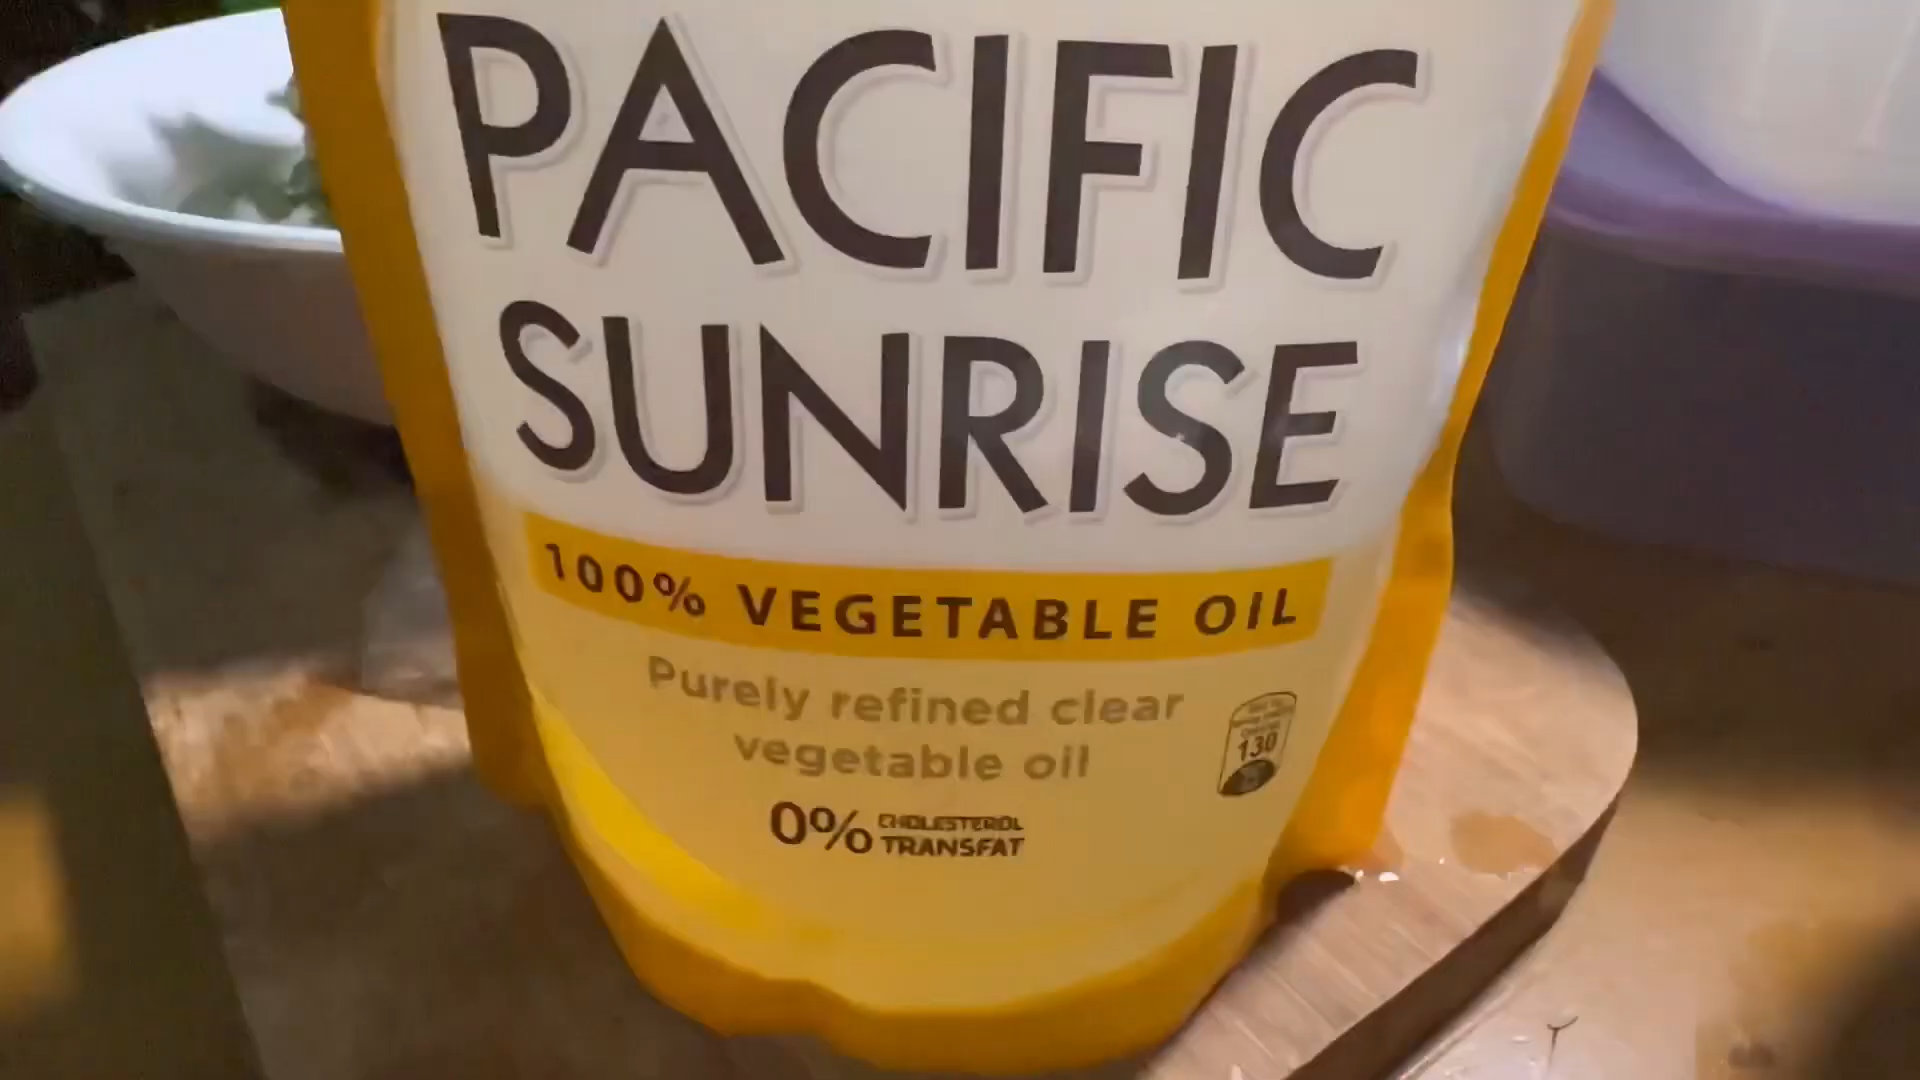 PACIFIC
SUNRISE
100% VEGETABLE OIL
Purely refined clear
vegetable oil
130
0% CHOLESTEROL
TRANSFAT